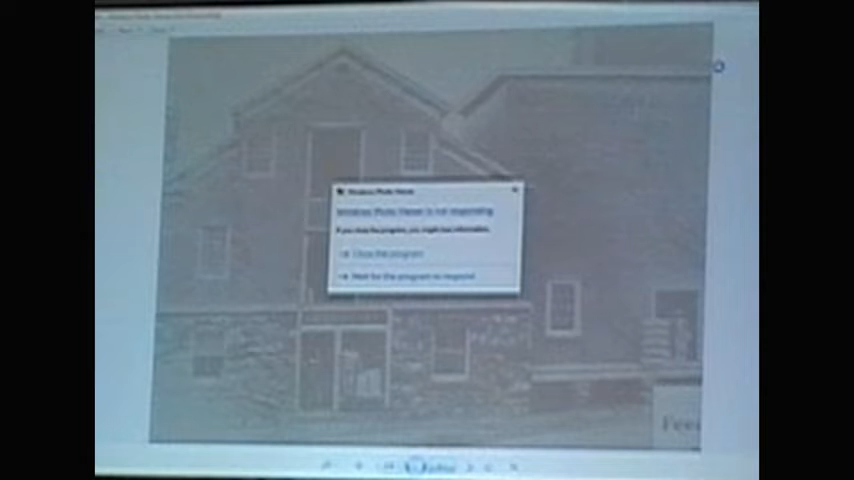 Windows Photo Viewer
Windows Photo Viewer is not responding
If you close the program, you might lose information.
Close the program
Wait for the program to respond
Feed